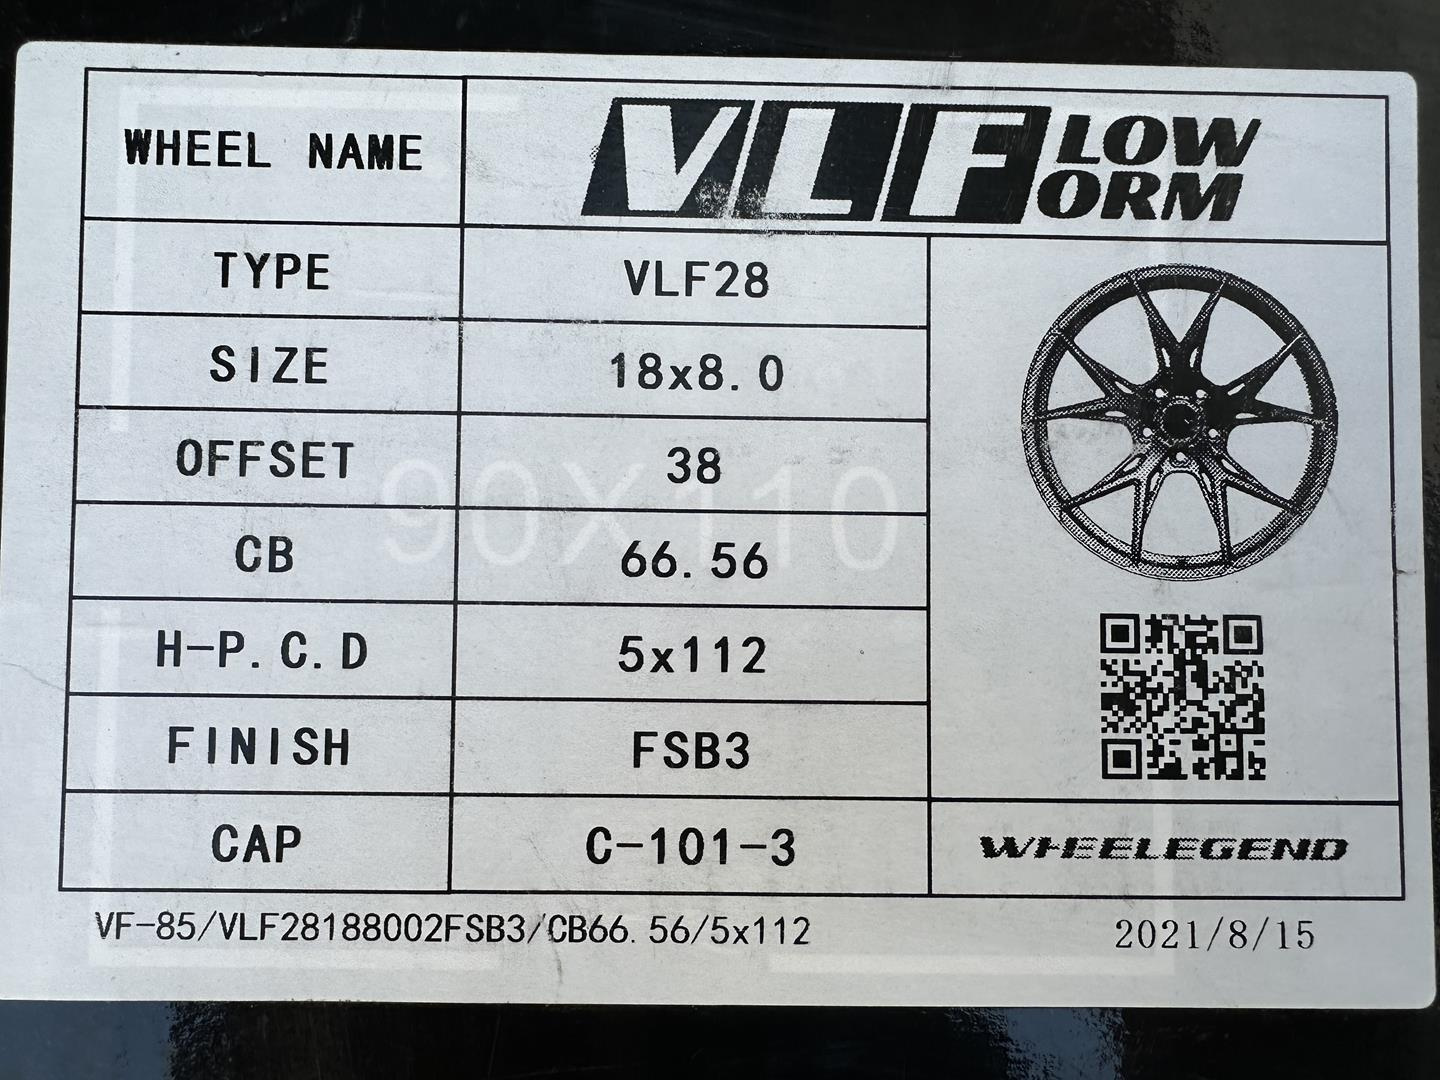 WHEEL NAME VLF LOW ORM
TYPE VLF28
SIZE 18x8.0
OFFSET 38
90X110
CB 66.56
H-P.C.D 5x112
FINISH FSB3
CAP C-101-3 WHEELEGEND
VF-85/VLF28188002FSB3/CB66.56/5x112 2021/8/15